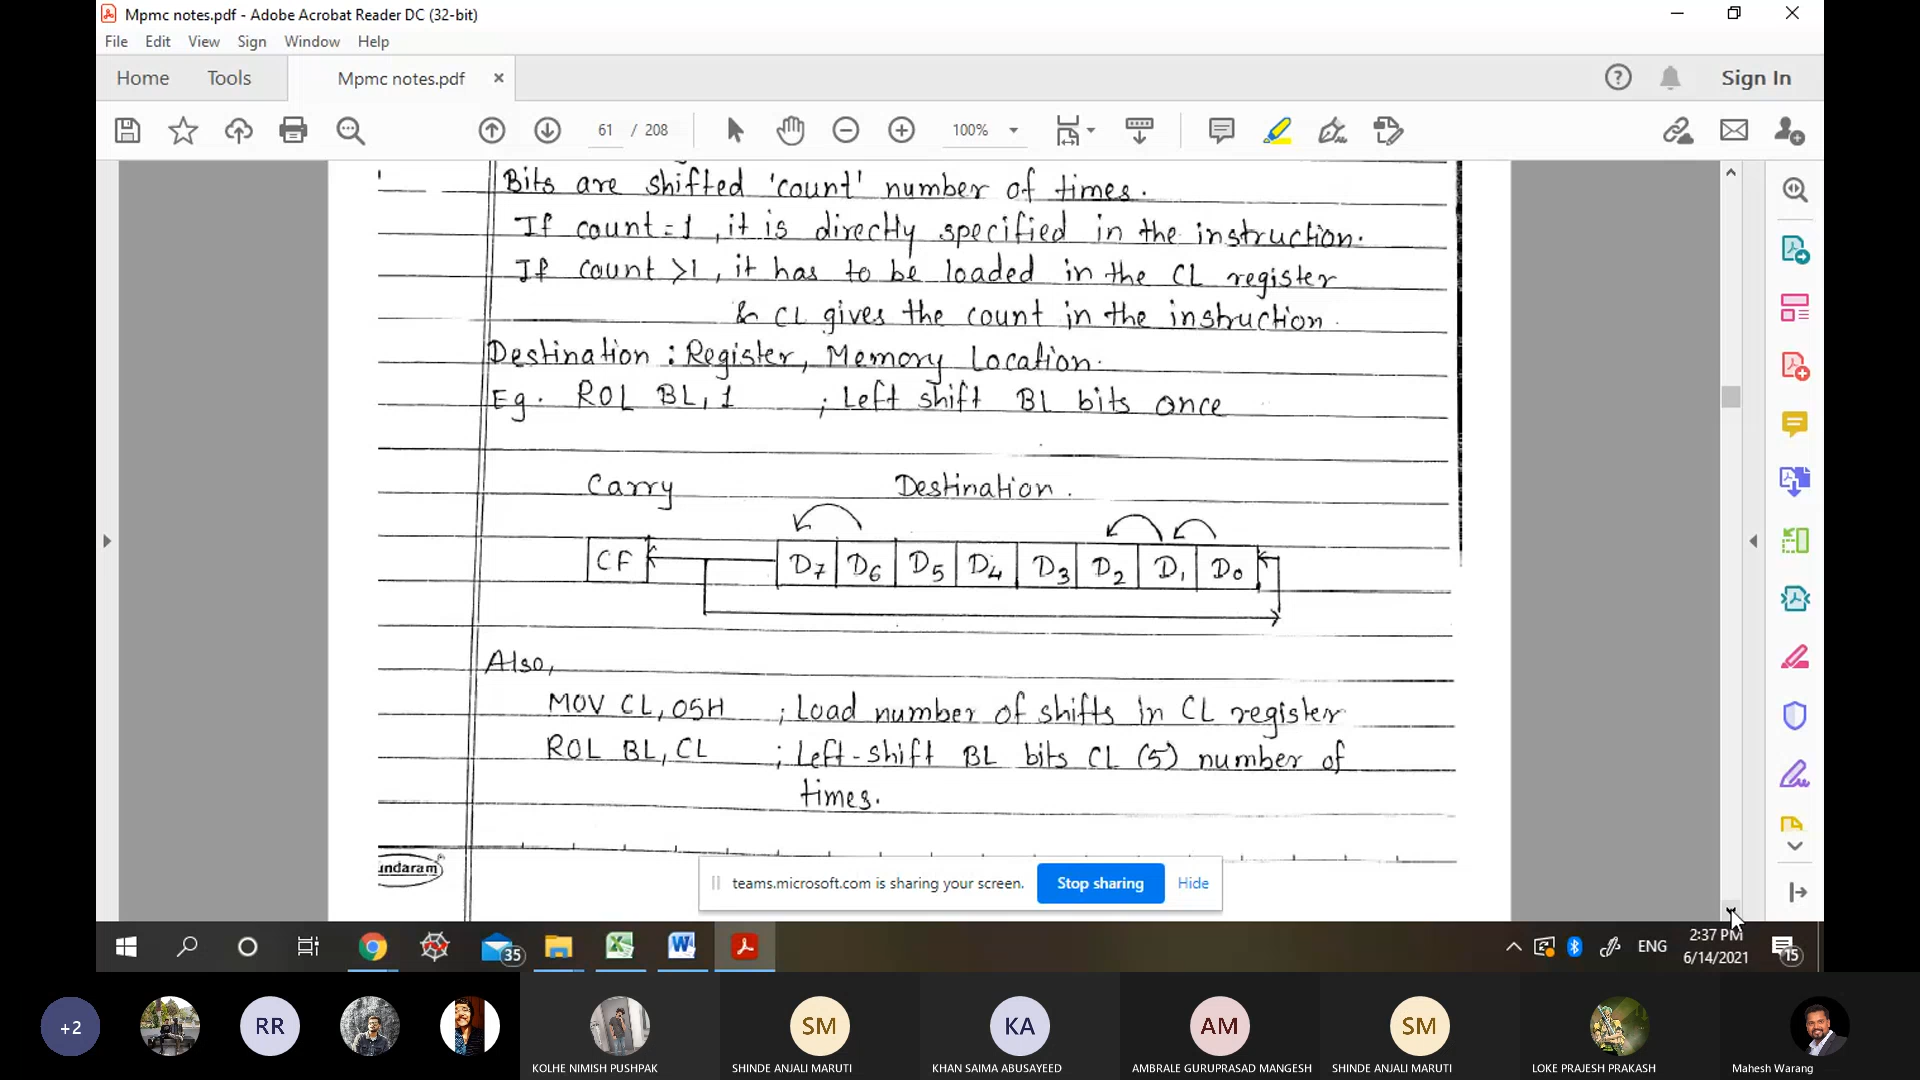 Mpmc notes.pdf - Adobe Acrobat Reader DC (32-bit)
File Edit View Sign Window Help
Home Tools Mpmc notes.pdf Sign In
61 / 208 100%
Bits are shifted 'count' number of times.
If count=1, it is directly specified in the instruction.
If count >1, it has to be loaded in the CL register
& CL gives the count in the instruction.
Destination : Register, Memory Location.
Eg. ROL BL, 1 ; Left shift BL bits once
Carry Destination.
CF D7 D6 D5 D4 D3 D2 D1 D0
Also,
MOV CL, 05H ; Load number of shifts in CL register
ROL BL, CL ; Left-shift BL bits CL (5) number of
times.
undaram
teams.microsoft.com is sharing your screen. Stop sharing Hide
35
ENG
2:37 PM
6/14/2021
15
+2 RR SM KA AM SM
KOLHE NIMISH PUSHPAK SHINDE ANJALI MARUTI KHAN SAIMA ABUSAYEED AMBRALE GURUPRASAD MANGESH SHINDE ANJALI MARUTI LOKE PRAJESH PRAKASH Mahesh Warang